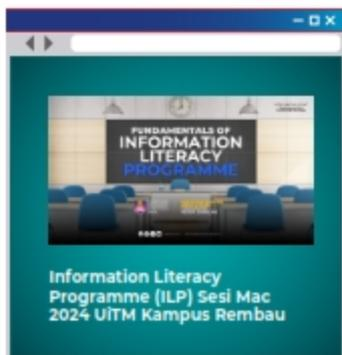 FUNDAMENTALS OF
INFORMATION
LITERACY
PROGRAMME
Information Literacy
Programme (ILP) Sesi Mac
2024 UiTM Kampus Rembau